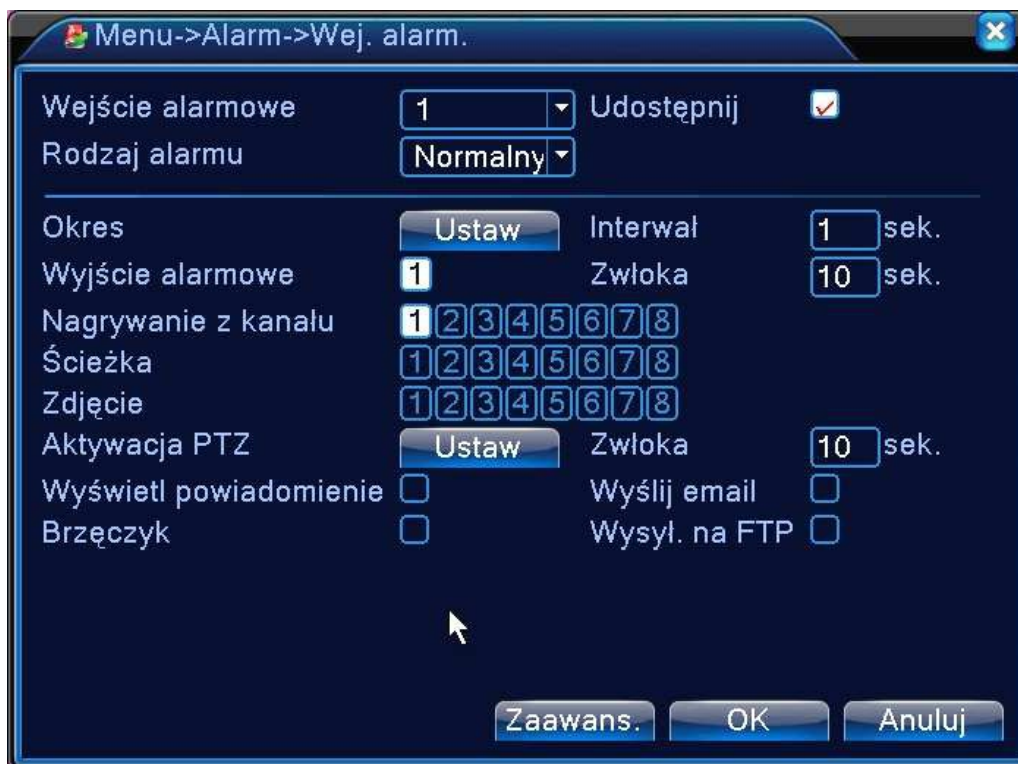 Menu->Alarm->Wej. alarm.
Wejście alarmowe 1 Udostępnij
Rodzaj alarmu Normalny
Okres Ustaw Interwał 1 sek.
Wyjście alarmowe 1 Zwłoka 10 sek.
Nagrywanie z kanału 1 2 3 4 5 6 7 8
Ścieżka 1 2 3 4 5 6 7 8
Zdjęcie 1 2 3 4 5 6 7 8
Aktywacja PTZ Ustaw Zwłoka 10 sek.
Wyświetl powiadomienie Wyślij email
Brzęczyk Wysył. na FTP
Zaawans. OK Anuluj